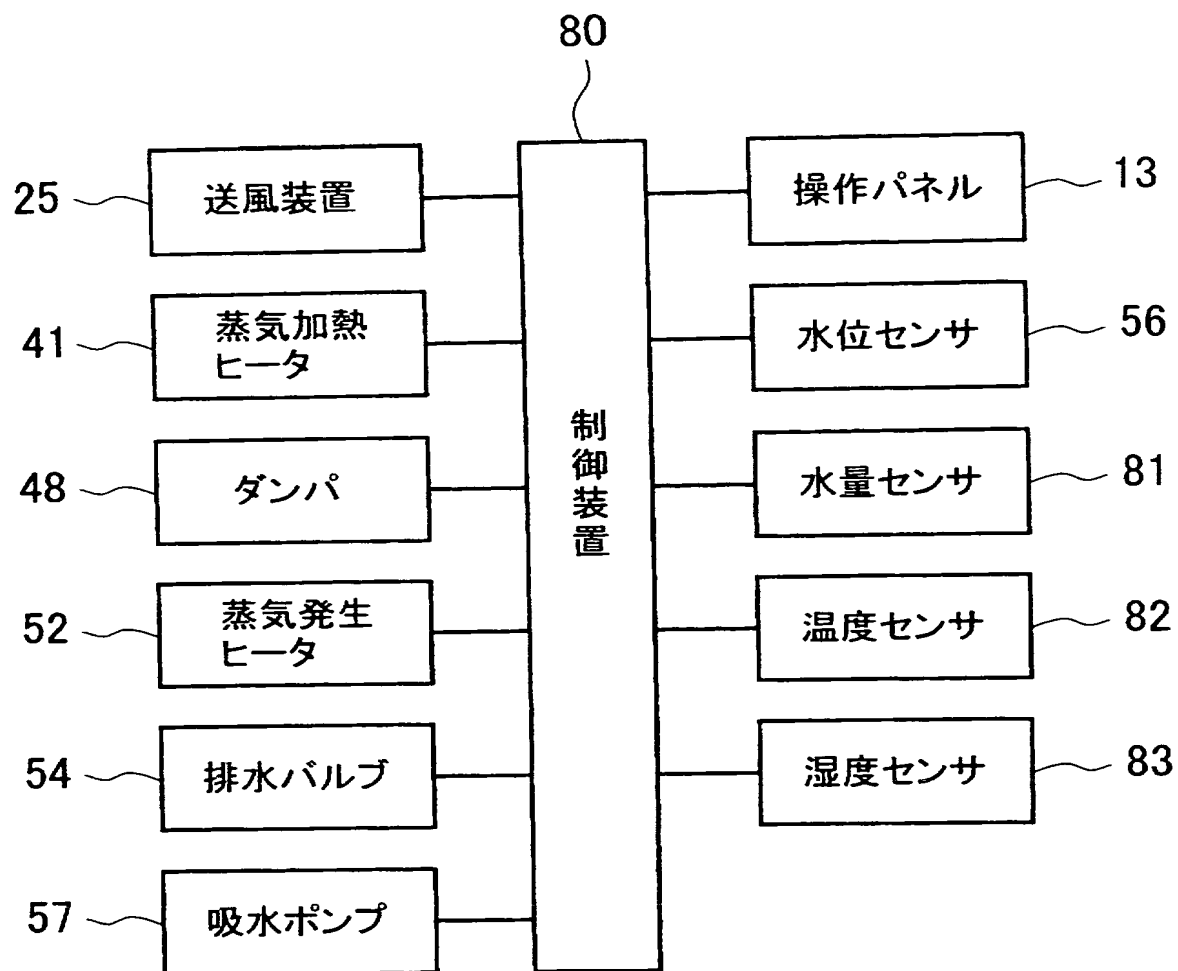 80
25
送風装置
41
蒸気加熱
ヒータ
48
ダンパ
52
蒸気発生
ヒータ
54
排水バルブ
57
吸水ポンプ
制御装置
操作パネル
13
水位センサ
56
水量センサ
81
温度センサ
82
湿度センサ
83